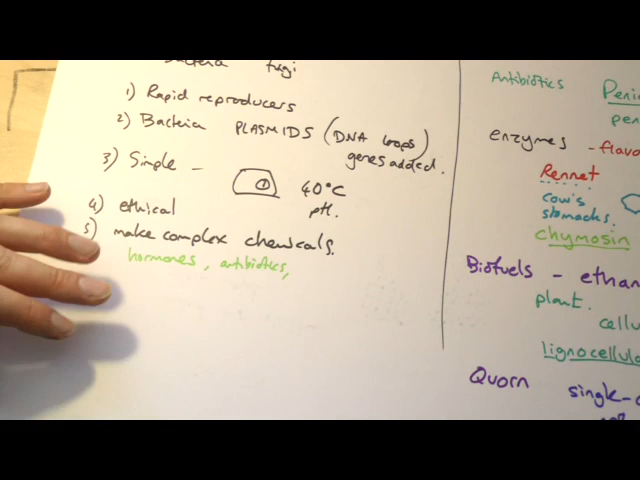 fungi
1) Rapid reproducers
2) Bacteria PLASMIDS (DNA loops)
genes added.
3) Simple - 40°C
pH.
4) ethical
5) make complex chemicals.
hormones, antibiotics,
Antibiotics
enzymes - flavo
Rennet
cow's
stomachs.
chymosin
Biofuels - ethan
plant.
cellu
Lignocellulo
Quorn single-c